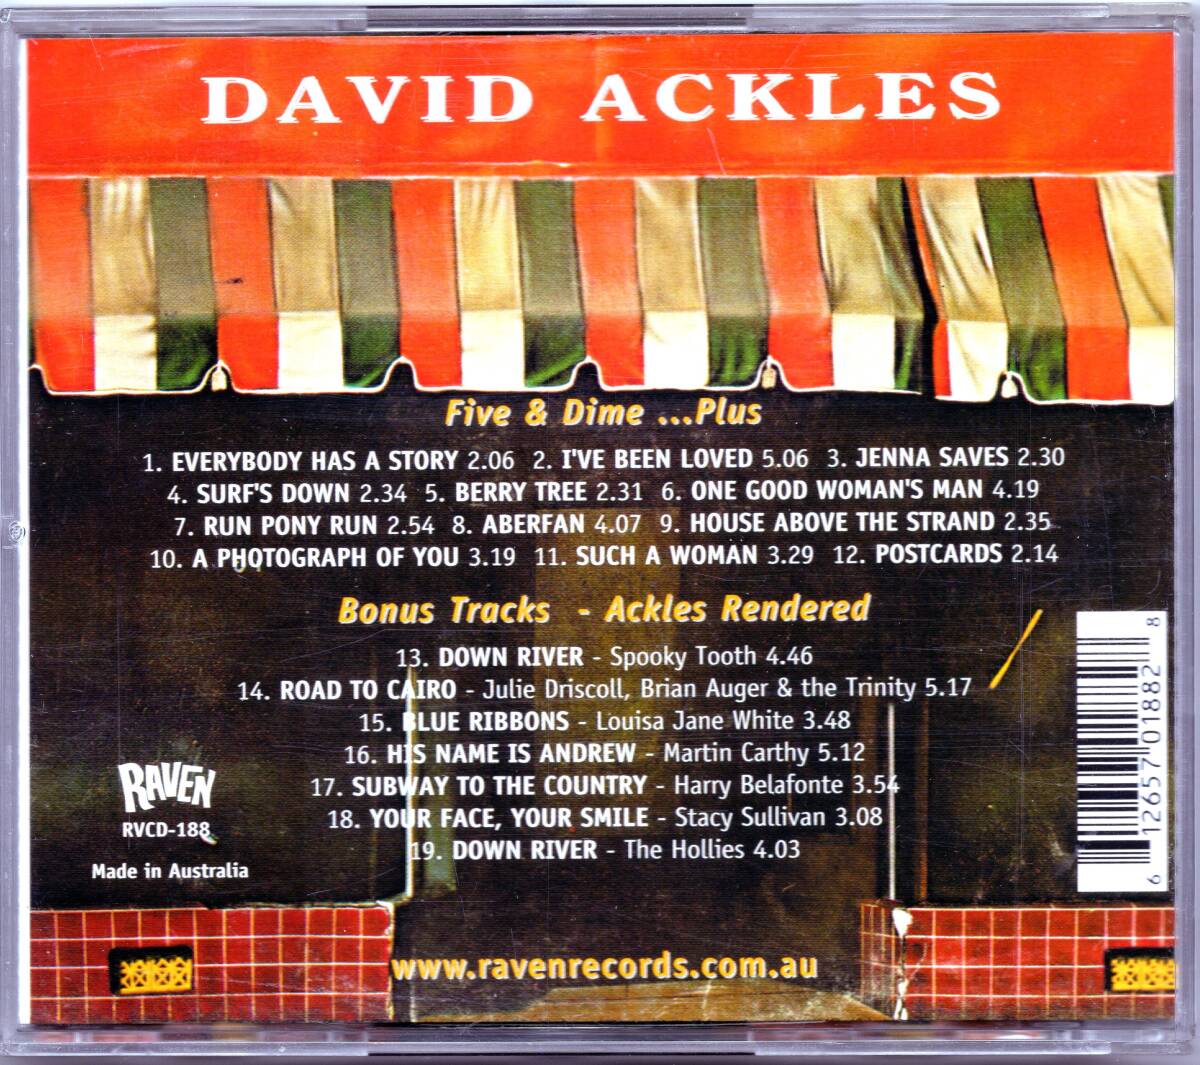 DAVID ACKLES
Five & Dime ...Plus
1. EVERYBODY HAS A STORY 2.06 2. I'VE BEEN LOVED 5.06 3. JENNA SAVES 2.30
4. SURF'S DOWN 2.34 5. BERRY TREE 2.31 6. ONE GOOD WOMAN'S MAN 4.19
7. RUN PONY RUN 2.54 8. ABERFAN 4.07 9. HOUSE ABOVE THE STRAND 2.35
10. A PHOTOGRAPH OF YOU 3.19 11. SUCH A WOMAN 3.29 12. POSTCARDS 2.14
Bonus Tracks - Ackles Rendered
13. DOWN RIVER - Spooky Tooth 4.46
14. ROAD TO CAIRO - Julie Driscoll, Brian Auger & the Trinity 5.17
15. BLUE RIBBONS - Louisa Jane White 3.48
16. HIS NAME IS ANDREW - Martin Carthy 5.12
17. SUBWAY TO THE COUNTRY - Harry Belafonte 3.54
18. YOUR FACE, YOUR SMILE - Stacy Sullivan 3.08
19. DOWN RIVER - The Hollies 4.03
RAVEN
RVCD-188
Made in Australia
6 12657 01882 8
www.ravenrecords.com.au